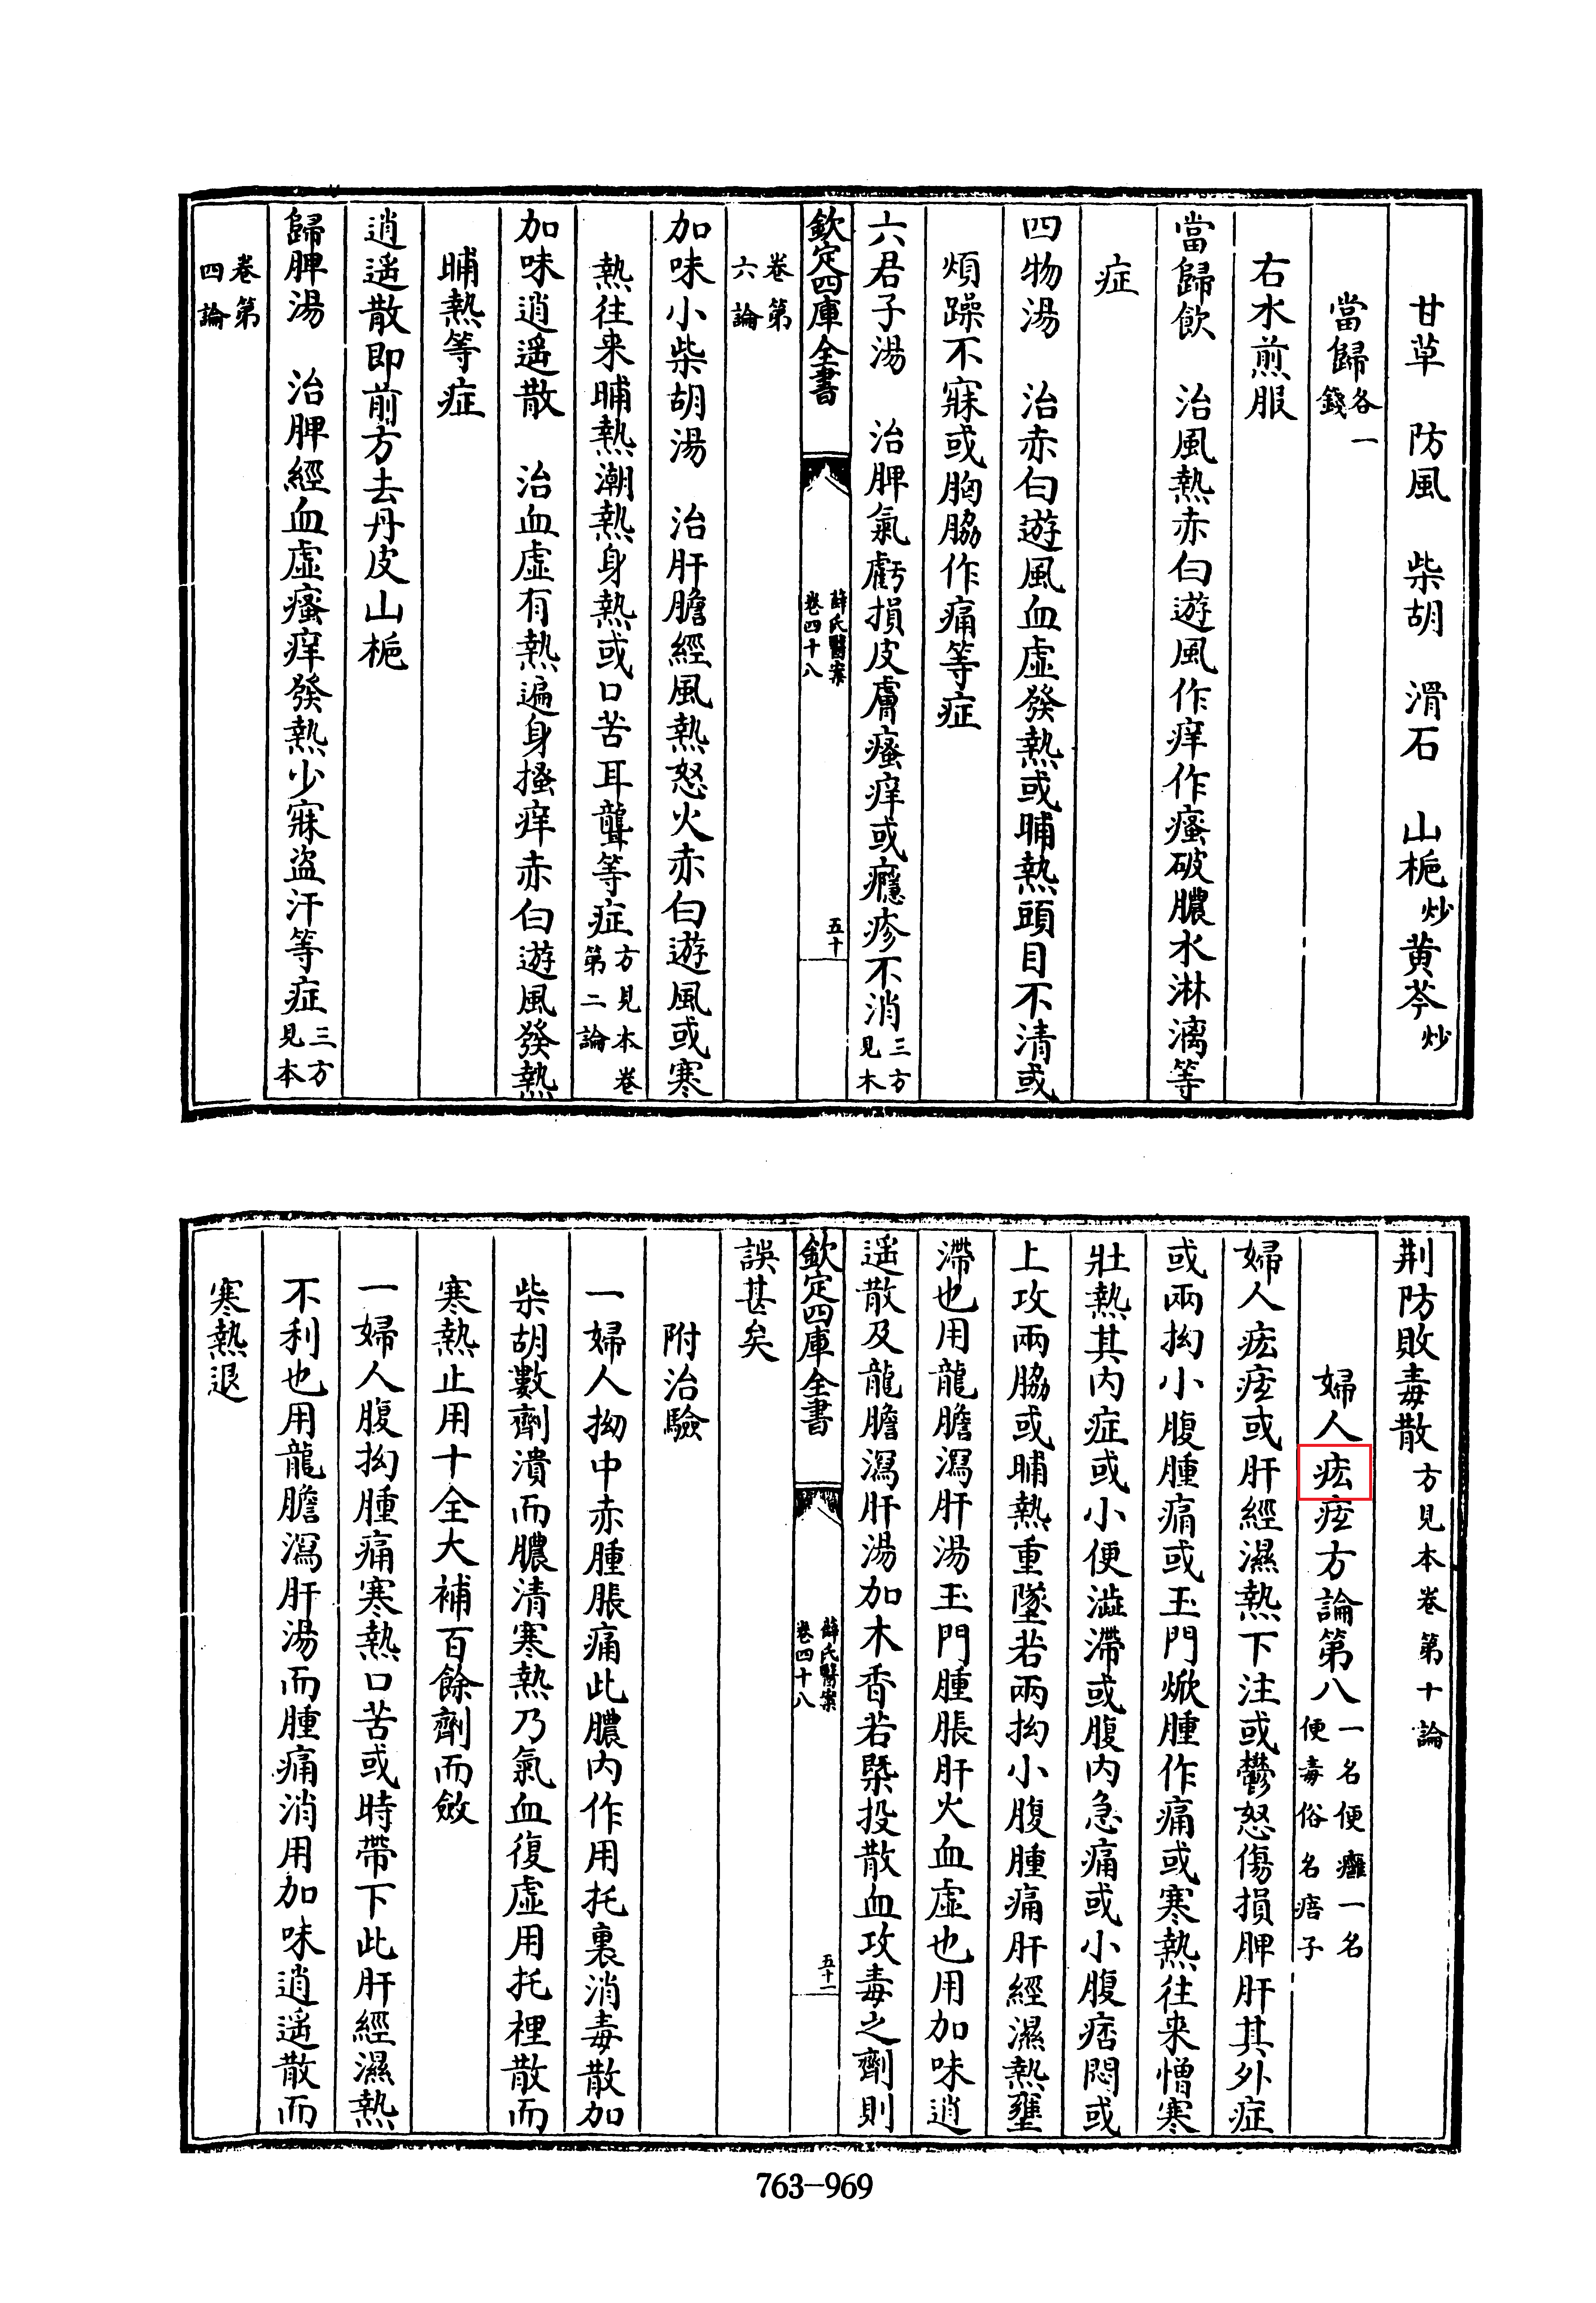 甘草　防風　柴胡　滑石　山梔炒黄芩炒
當歸各一錢
右水煎服
當歸飲　治風熱赤白遊風作痒作瘙破膿水淋漓等
症
四物湯　治赤白遊風血虛發熱或晡熱頭目不清或
煩躁不寐或胸脇作痛等症
六君子湯　治脾氣虧損皮膚瘙痒或癮疹不消三方見本
欽定四庫全書
薛氏醫案
卷四十八
五十
卷第六論
加味小柴胡湯　治肝膽經風熱怒火赤白遊風或寒
熱往来晡熱潮熱身熱或口苦耳聾等症方見本卷第二論
加味逍遥散　治血虛有熱遍身搔痒赤白遊風發熱
晡熱等症
逍遥散即前方去丹皮山梔
歸脾湯　治脾經血虛瘙痒發熱少寐盗汗等症三方見本
卷第四論
荆防敗毒散方見本卷第十論
婦人㽹疰方論第八一名便癰一名便毒俗名㾦子
婦人㽹疰或肝經濕熱下注或鬱怒傷損脾肝其外症
或兩拗小腹腫痛或玉門焮腫作痛或寒熱往来憎寒
壯熱其内症或小便澁滯或腹内急痛或小腹痞悶或
上攻兩脇或晡熱重墜若兩拗小腹腫痛肝經濕熱壅
滯也用龍膽瀉肝湯玉門腫脹肝火血虛也用加味逍
遥散及龍膽瀉肝湯加木香若槩投散血攻毒之劑則
誤甚矣
欽定四庫全書
薛氏醫案
卷四十八
五十一
附治驗
一婦人拗中赤腫脹痛此膿内作用托裏消毒散加
柴胡數劑潰而膿清寒熱乃氣血復虛用托裡散而
寒熱止用十全大補百餘劑而斂
一婦人腹拗腫痛寒熱口苦或時帶下此肝經濕熱
不利也用龍膽瀉肝湯而腫痛消用加味逍遥散而
寒熱退
763—969